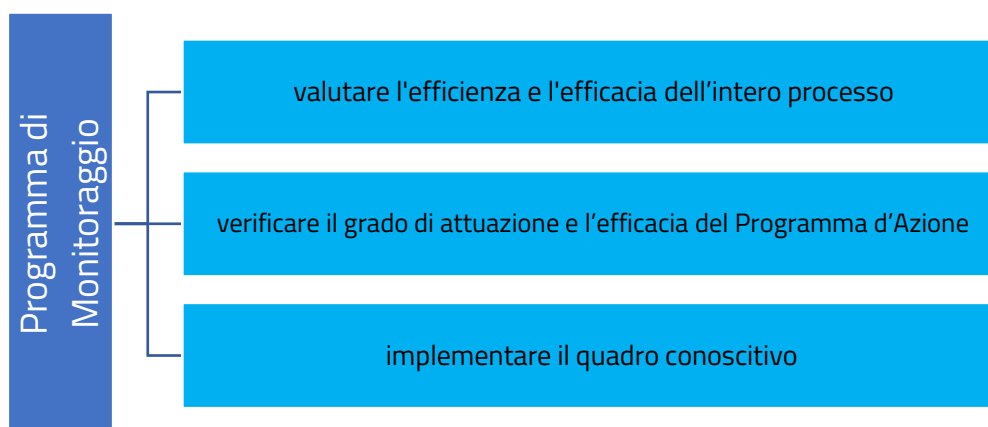 Programma di
Monitoraggio
valutare l'efficienza e l'efficacia dell’intero processo
verificare il grado di attuazione e l’efficacia del Programma d’Azione
implementare il quadro conoscitivo